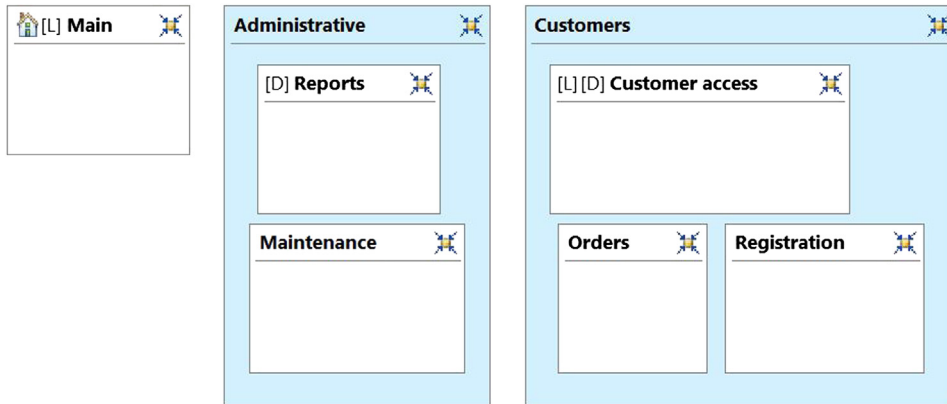 [L] Main
Administrative
[D] Reports
Maintenance
Customers
[L] [D] Customer access
Orders
Registration